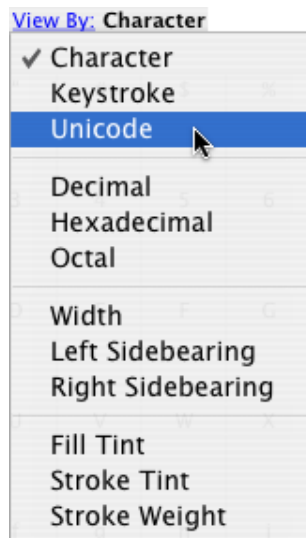 View By: Character
✓ Character
Keystroke
Unicode
Decimal
Hexadecimal
Octal
Width
Left Sidebearing
Right Sidebearing
Fill Tint
Stroke Tint
Stroke Weight